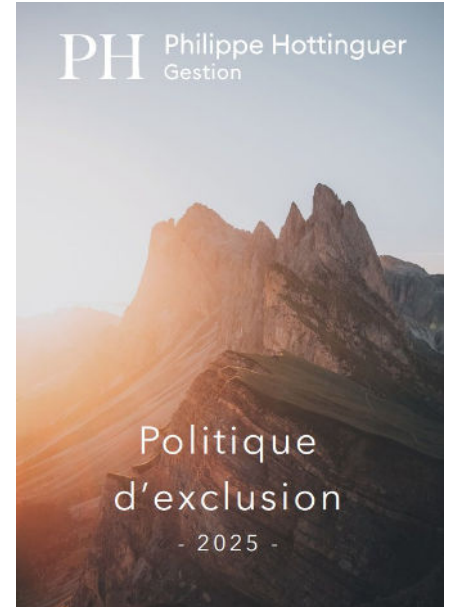 PH Philippe Hottinguer
Gestion
Politique
d'exclusion
- 2025 -